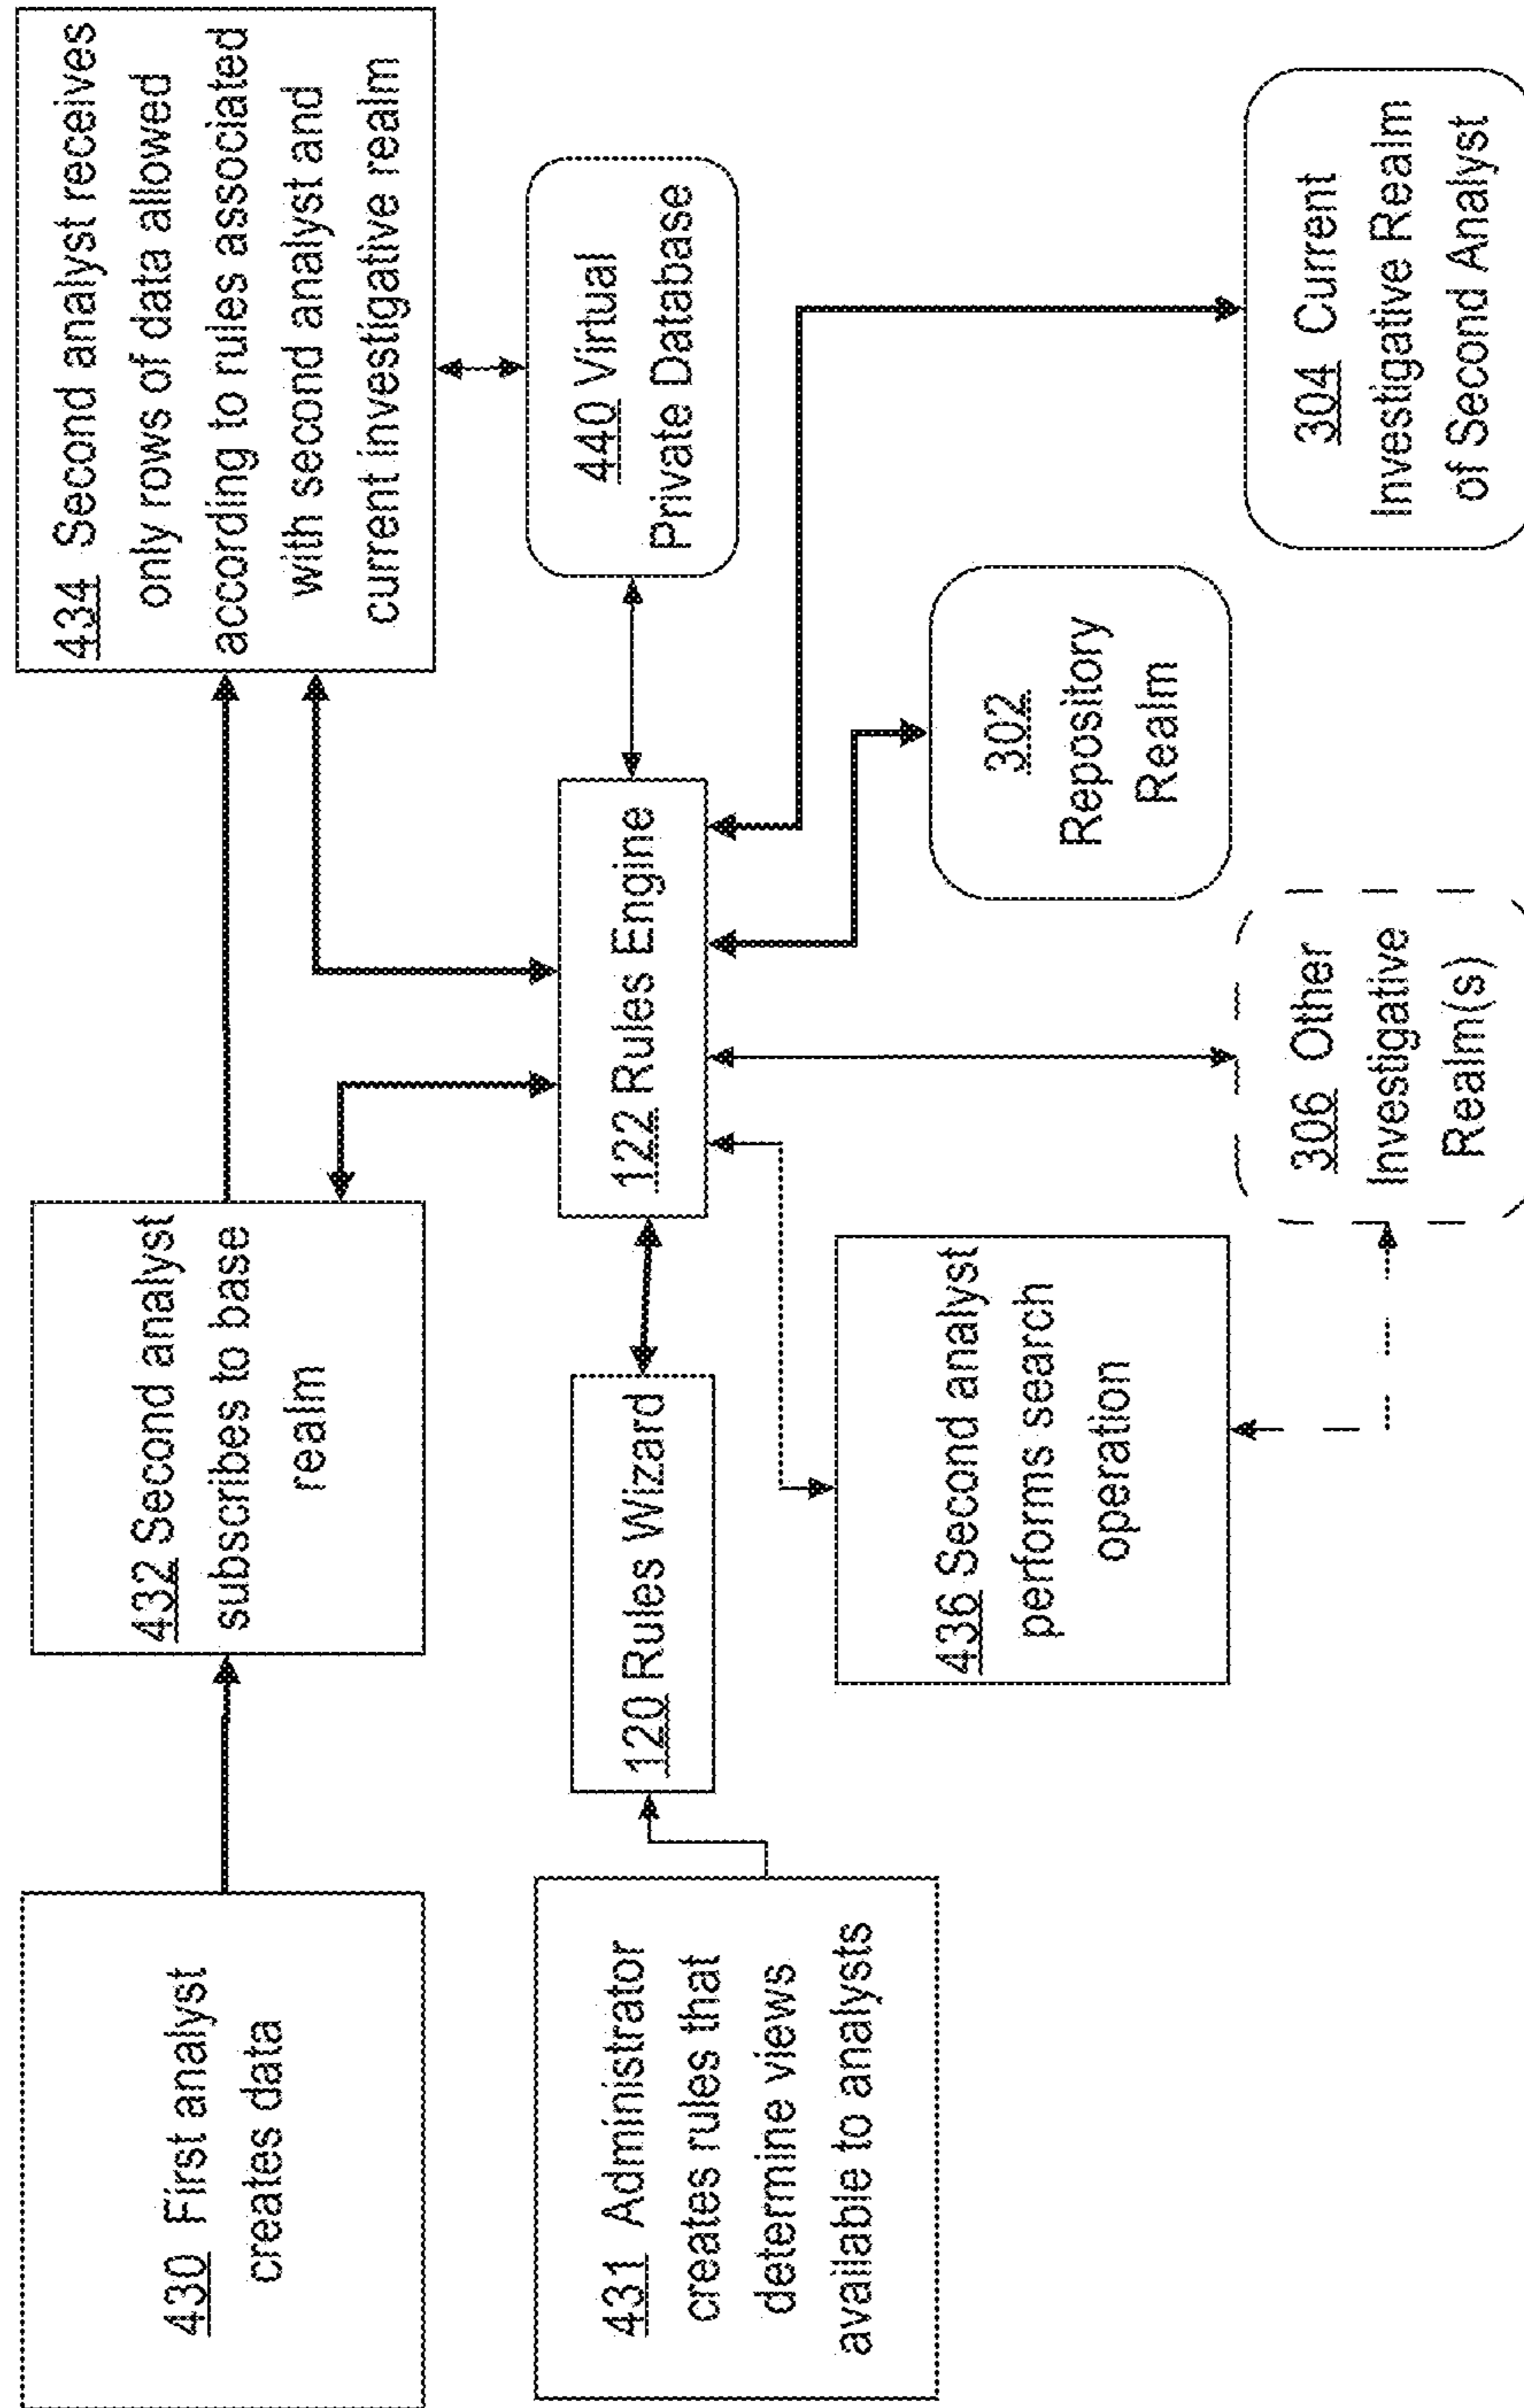 430 First analyst
creates data
432 Second analyst
subscribes to base
realm
434 Second analyst receives
only rows of data allowed
according to rules associated
with second analyst and
current investigative realm
431 Administrator
creates rules that
determine views
available to analysts
120 Rules Wizard
122 Rules Engine
440 Virtual
Private Database
436 Second analyst
performs search
operation
306 Other
Investigative
Realm(s)
302
Repository
Realm
304 Current
Investigative Realm
of Second Analyst